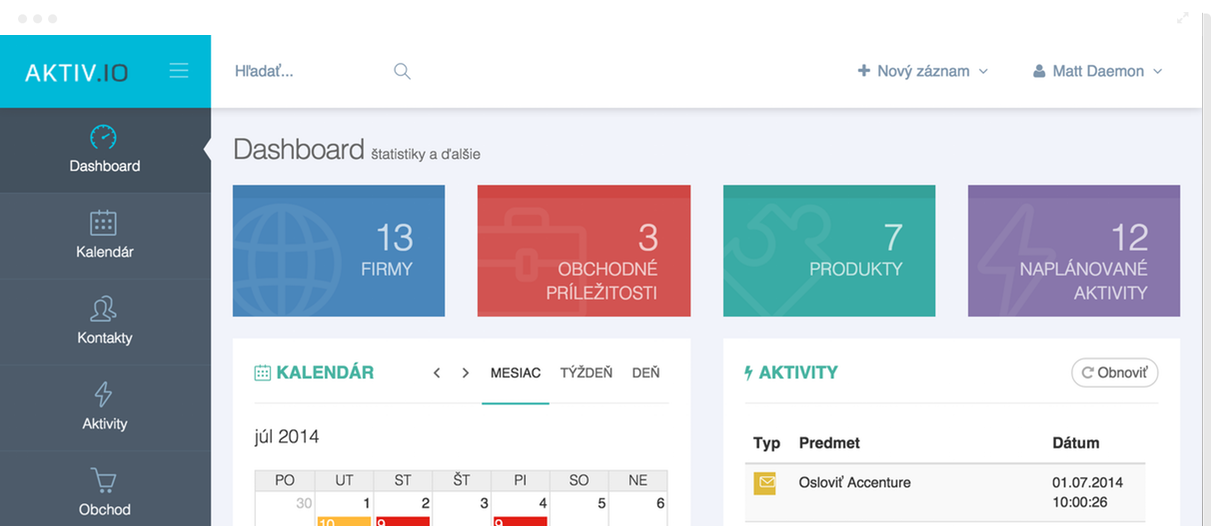 AKTIV.IO
Hľadať...
Nový záznam
Matt Daemon
Dashboard
Kalendár
Kontakty
Aktivity
Obchod
Dashboard štatistiky a ďalšie
13
FIRMY
3
OBCHODNÉ
PRÍLEŽITOSTI
7
PRODUKTY
12
NAPLÁNOVANÉ
AKTIVITY
KALENDÁR
MESIAC TÝŽDEŇ DEŇ
júl 2014
PO UT ST ŠT PI SO NE
30 1 2 3 4 5 6
10 9 9
AKTIVITY
Obnoviť
Typ Predmet Dátum
Osloviť Accenture 01.07.2014
10:00:26